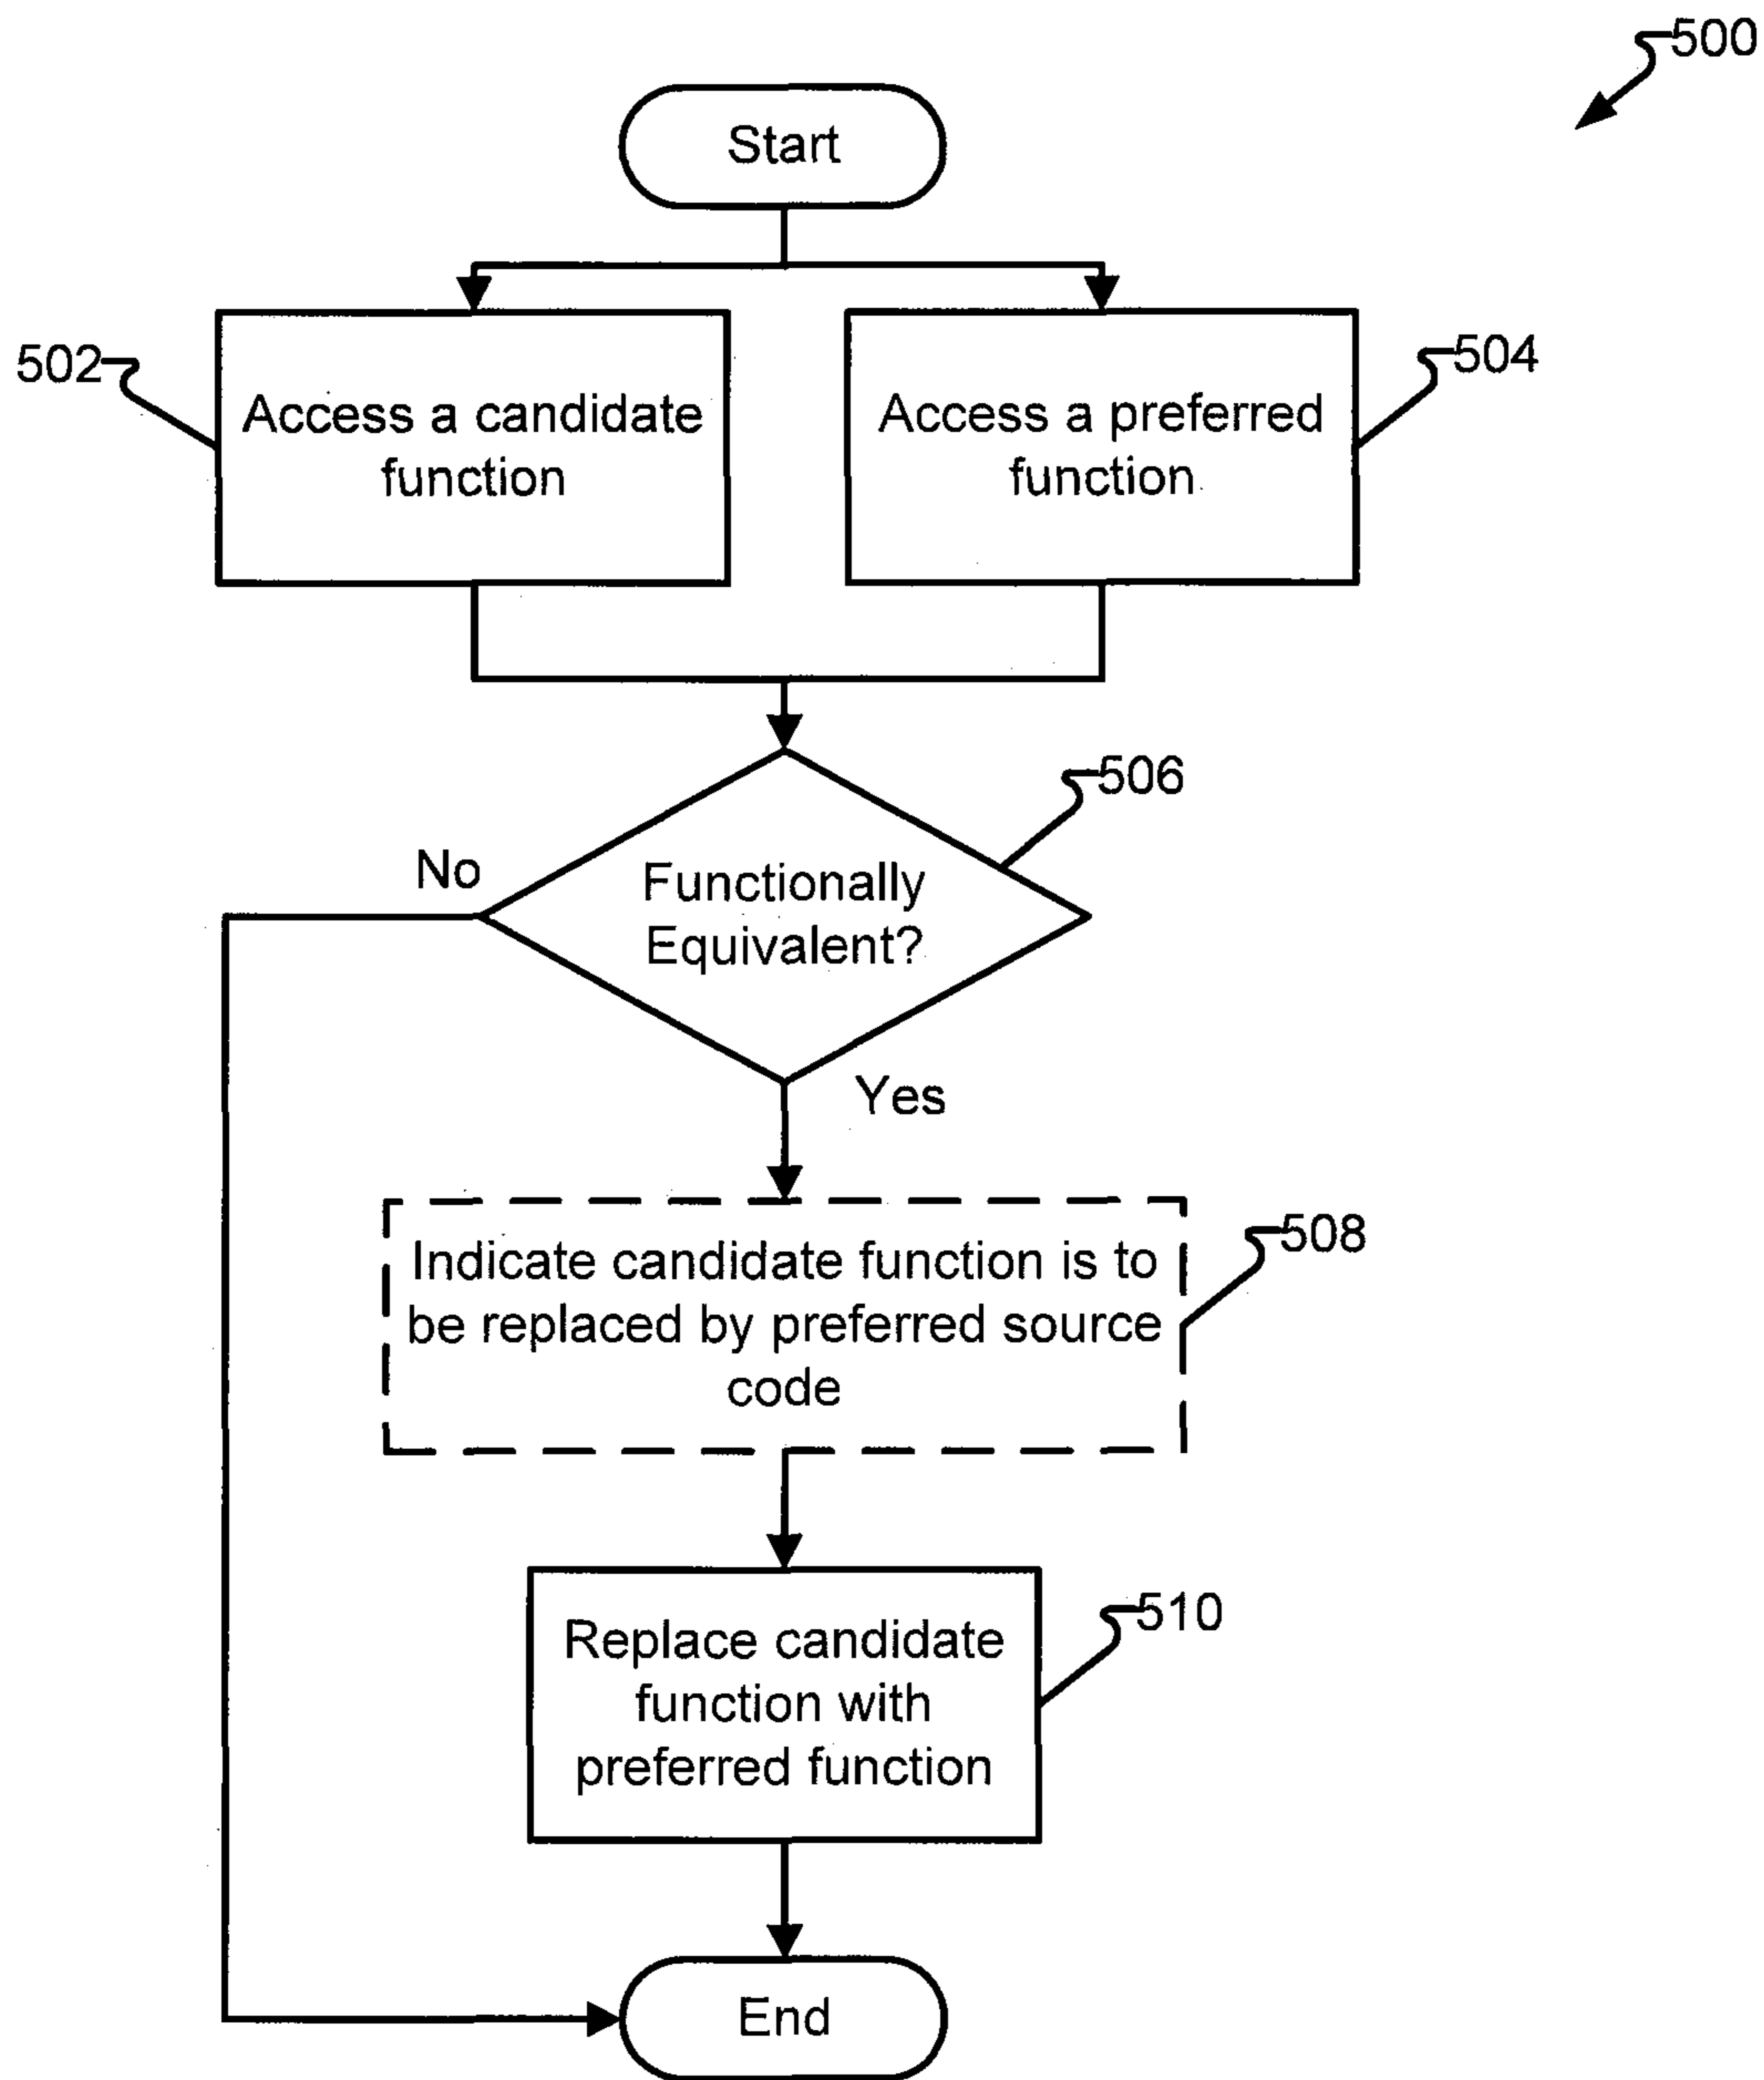 500
Start
502
Access a candidate
function
504
Access a preferred
function
506
No
Functionally
Equivalent?
Yes
508
Indicate candidate function is to
be replaced by preferred source
code
510
Replace candidate
function with
preferred function
End